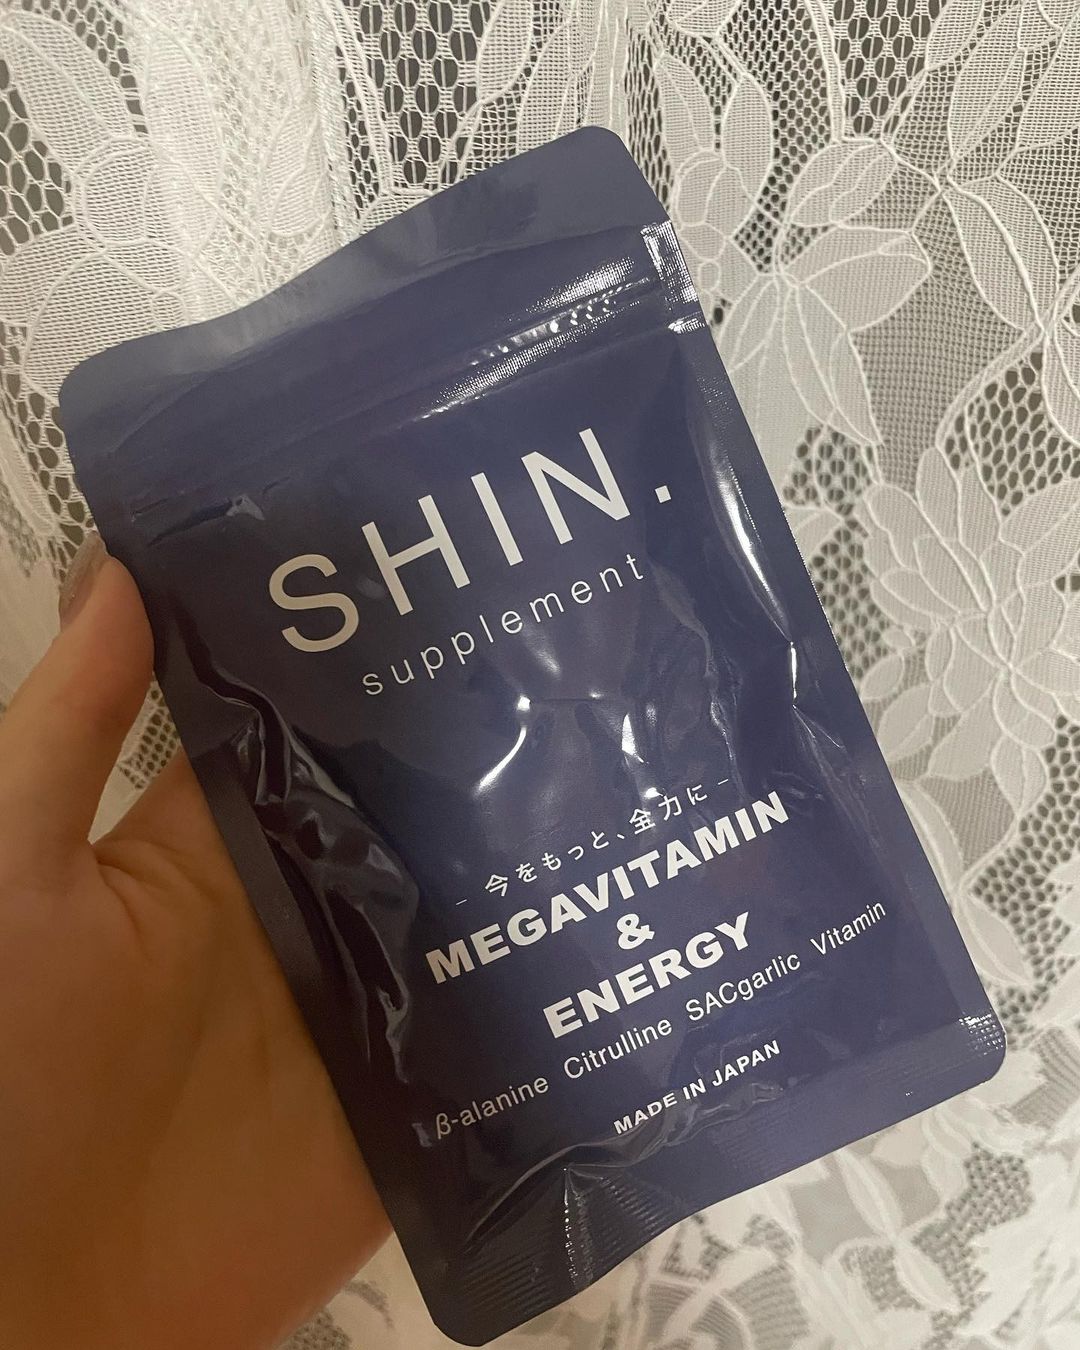 SHIN.
supplement
– 今をもっと、全力に –
MEGAVITAMIN
&
ENERGY
β-alanine Citrulline SACgarlic Vitamin
MADE IN JAPAN